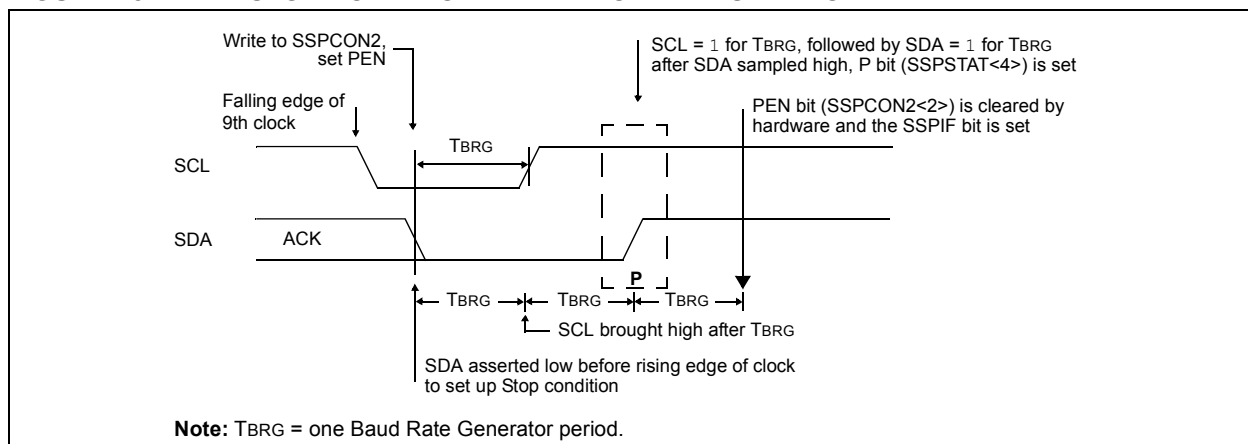 Write to SSPCON2,
set PEN
SCL = 1 for TBRG, followed by SDA = 1 for TBRG
after SDA sampled high, P bit (SSPSTAT<4>) is set
Falling edge of
9th clock
PEN bit (SSPCON2<2>) is cleared by
hardware and the SSPIF bit is set
TBRG
SCL
SDA
ACK
P
TBRG
TBRG
TBRG
SCL brought high after TBRG
SDA asserted low before rising edge of clock
to set up Stop condition
Note: TBRG = one Baud Rate Generator period.